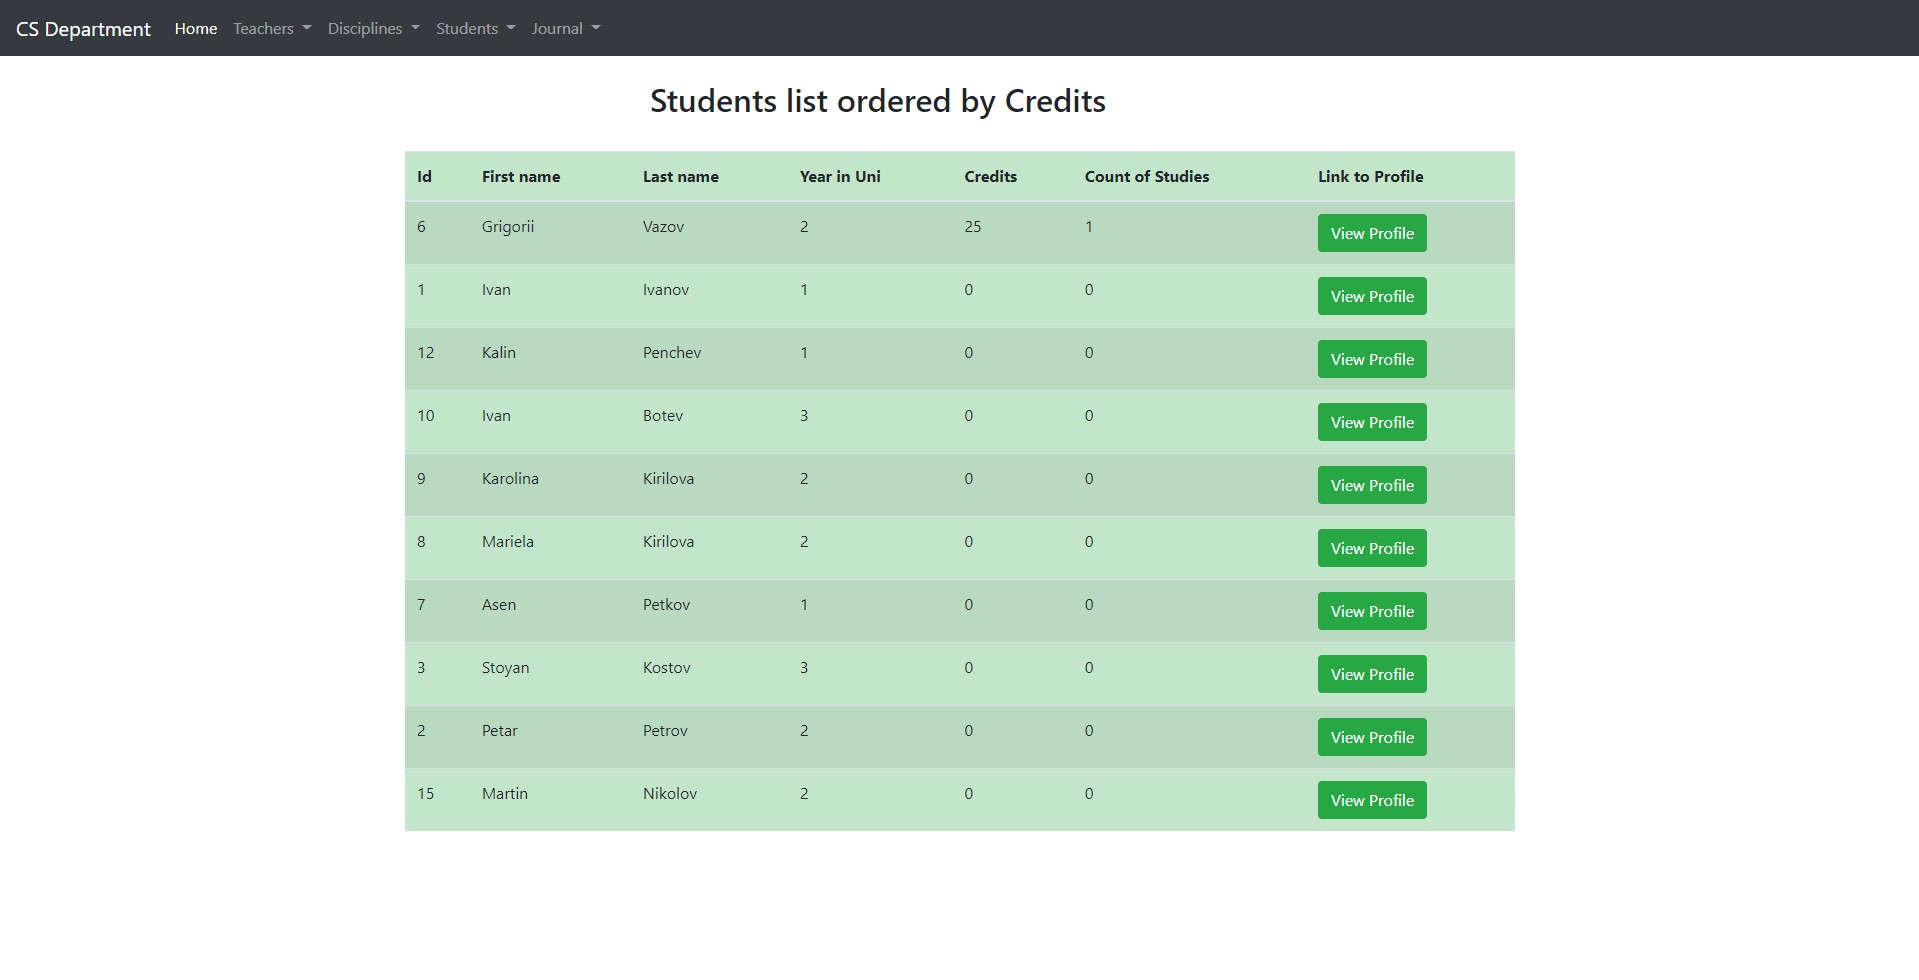 CS Department Home Teachers Disciplines Students Journal
Students list ordered by Credits
Id First name Last name Year in Uni Credits Count of Studies Link to Profile
6 Grigorii Vazov 2 25 1 View Profile
1 Ivan Ivanov 1 0 0 View Profile
12 Kalin Penchev 1 0 0 View Profile
10 Ivan Botev 3 0 0 View Profile
9 Karolina Kirilova 2 0 0 View Profile
8 Mariela Kirilova 2 0 0 View Profile
7 Asen Petkov 1 0 0 View Profile
3 Stoyan Kostov 3 0 0 View Profile
2 Petar Petrov 2 0 0 View Profile
15 Martin Nikolov 2 0 0 View Profile